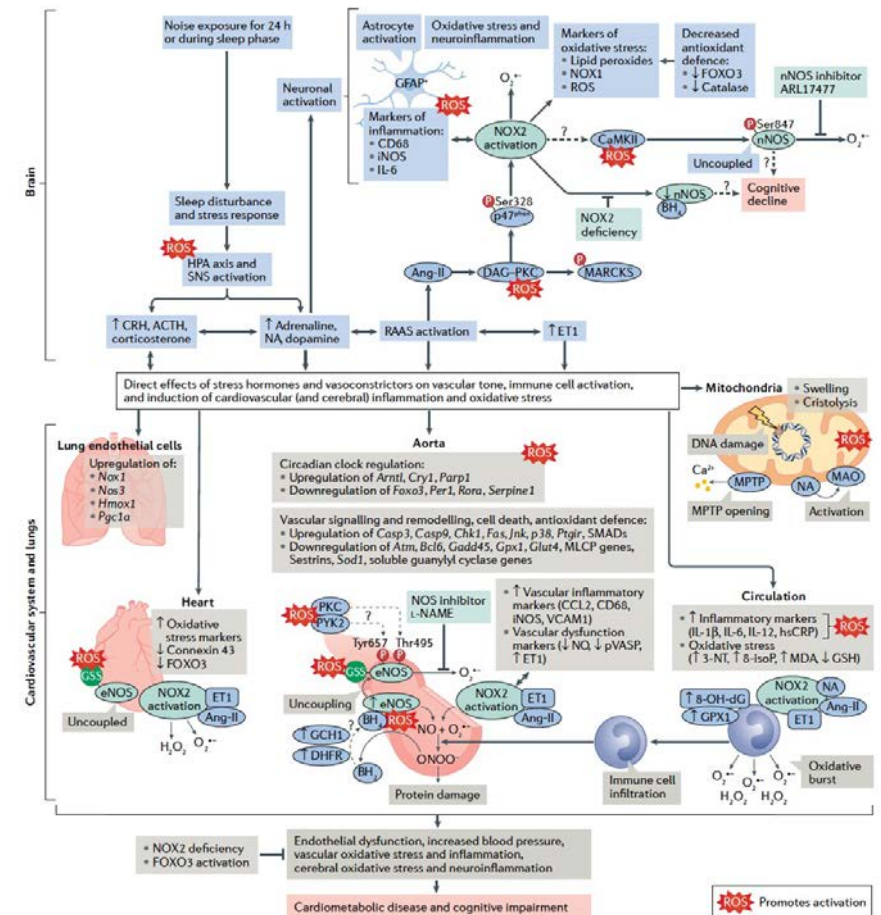 Noise exposure for 24 h
or during sleep phase
Astrocyte
activation
Oxidative stress and
neuroinflammation
Markers of
oxidative stress:
• Lipid peroxides
• NOX1
• ROS
Decreased
antioxidant
defence:
• ↓ FOXO3
• ↓ Catalase
nNOS inhibitor
ARL17477
Neuronal
activation
GFAP⁺
ROS
O₂•⁻
Markers of
inflammation:
• CD68
• iNOS
• IL-6
NOX2
activation
?
CaMKII
ROS
P Ser847
nNOS
O₂•⁻
Uncoupled
?
Brain
Sleep disturbance
and stress response
P Ser328
p47ᵖʰᵒˣ
NOX2
deficiency
↓ nNOS
BH₄
?
Cognitive
decline
ROS
HPA axis and
SNS activation
Ang-II
DAG–PKC
ROS
P
MARCKS
↑ CRH, ACTH,
corticosterone
↑ Adrenaline,
NA, dopamine
RAAS activation
↑ ET1
Direct effects of stress hormones and vasoconstrictors on vascular tone, immune cell activation,
and induction of cardiovascular (and cerebral) inflammation and oxidative stress
Mitochondria
• Swelling
• Cristolysis
DNA damage
ROS
Ca²⁺
MPTP
NA
MAO
MPTP opening
Activation
Cardiovascular system and lungs
Lung endothelial cells
Upregulation of:
• Nox1
• Nos3
• Hmox1
• Pgc1a
Aorta
ROS
Circadian clock regulation:
• Upregulation of Arntl, Cry1, Parp1
• Downregulation of Foxo3, Per1, Rora, Serpine1
Vascular signalling and remodelling, cell death, antioxidant defence:
• Upregulation of Casp3, Casp9, Chk1, Fas, Jnk, p38, Ptgir, SMADs
• Downregulation of Atm, Bcl6, Gadd45, Gpx1, Glut4, MLCP genes,
Sestrins, Sod1, soluble guanylyl cyclase genes
Heart
↑ Oxidative
stress markers
↓ Connexin 43
↓ FOXO3
ROS
GSS
eNOS
Uncoupled
NOX2
activation
ET1
Ang-II
H₂O₂
O₂•⁻
ROS
PKC
PYK2
?
Tyr657
Thr495
P
P
NOS inhibitor
L-NAME
ROS
GSS
eNOS
O₂•⁻
Uncoupling
↑ eNOS
BH₄
ROS
?
↑ GCH1
↑ DHFR
BH₂
NO + O₂•⁻
ONOO⁻
Protein damage
• ↑ Vascular inflammatory
markers (CCL2, CD68,
iNOS, VCAM1)
• Vascular dysfunction
markers (↓ NO, ↓ pVASP,
↑ ET1)
NOX2
activation
ET1
Ang-II
Immune cell
infiltration
Circulation
• ↑ Inflammatory markers
(IL-1β, IL-6, IL-12, hsCRP)
• Oxidative stress
(↑ 3-NT, ↑ 8-IsoP, ↑ MDA, ↓ GSH)
ROS
↑ 8-OH-dG
↑ GPX1
NOX2
activation
NA
Ang-II
ET1
O₂•⁻
O₂•⁻
O₂•⁻
H₂O₂
H₂O₂
Oxidative
burst
• NOX2 deficiency
• FOXO3 activation
Endothelial dysfunction, increased blood pressure,
vascular oxidative stress and inflammation,
cerebral oxidative stress and neuroinflammation
Cardiometabolic disease and cognitive impairment
ROS Promotes activation